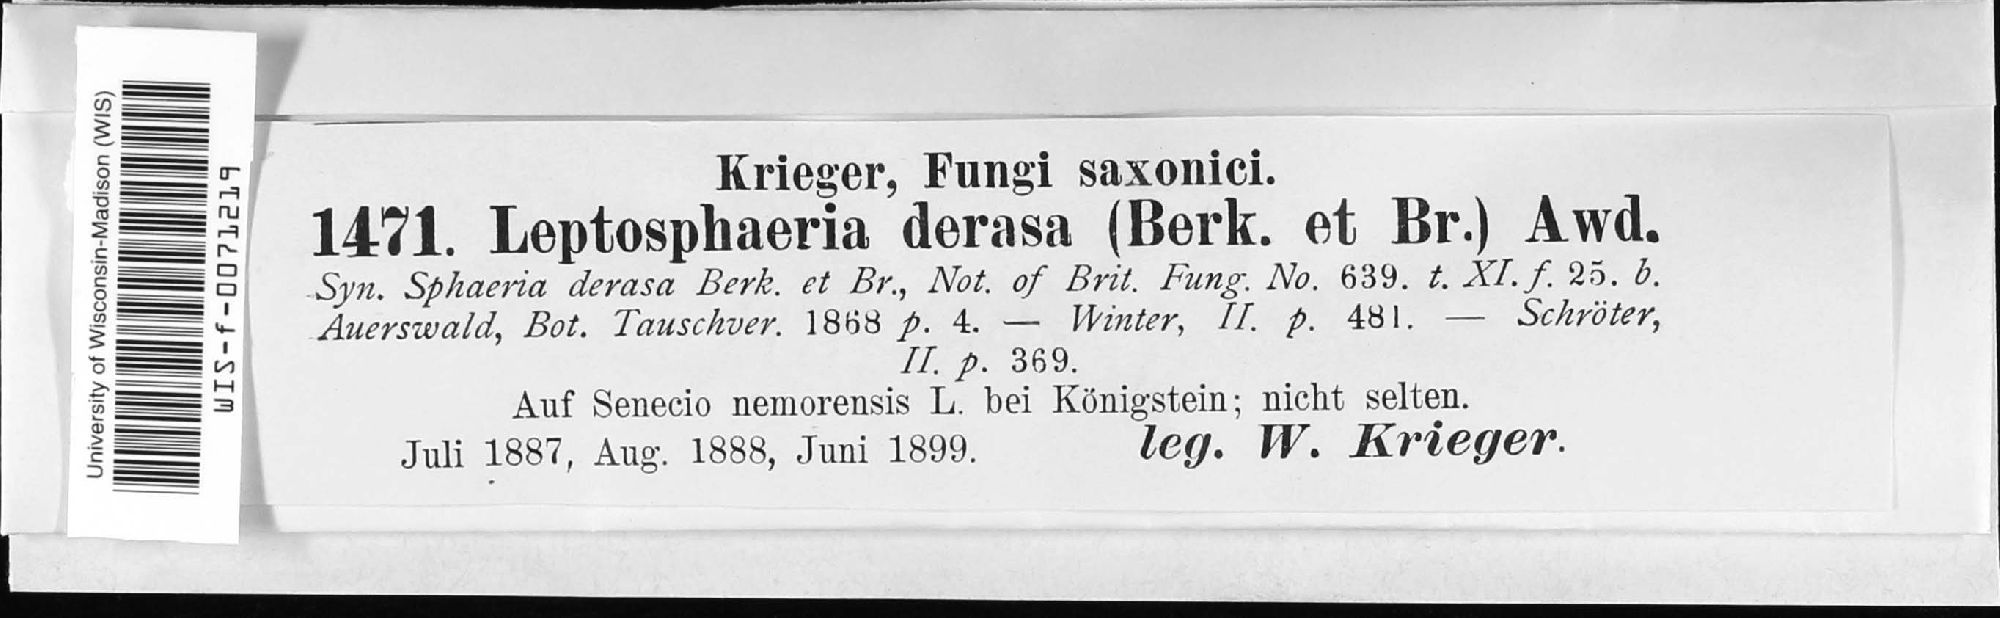 Krieger, Fungi saxonici.
1471. Leptosphaeria derasa (Berk. et Br.) Awd.
Syn. Sphaeria derasa Berk. et Br., Not. of Brit. Fung. No. 639. t. XI. f. 25. b.
Auerswald, Bot. Tauschver. 1868 p. 4. — Winter, II. p. 481. — Schröter,
II. p. 369.
Auf Senecio nemorensis L. bei Königstein; nicht selten.
Juli 1887, Aug. 1888, Juni 1899. leg. W. Krieger.
University of Wisconsin-Madison (WIS)
WIS-f-0071219